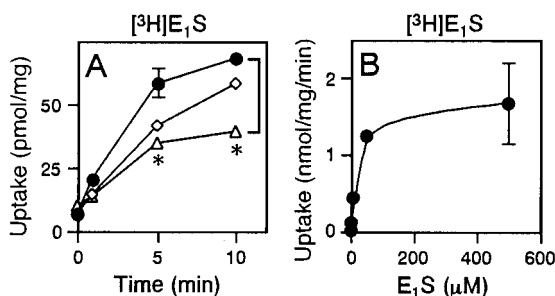 [³H]E₁S
A
Uptake (pmol/mg)
50
25
0
*
*
0
5
10
Time (min)
[³H]E₁S
B
Uptake (nmol/mg/min)
2
1
0
0
200
400
600
E₁S (μM)